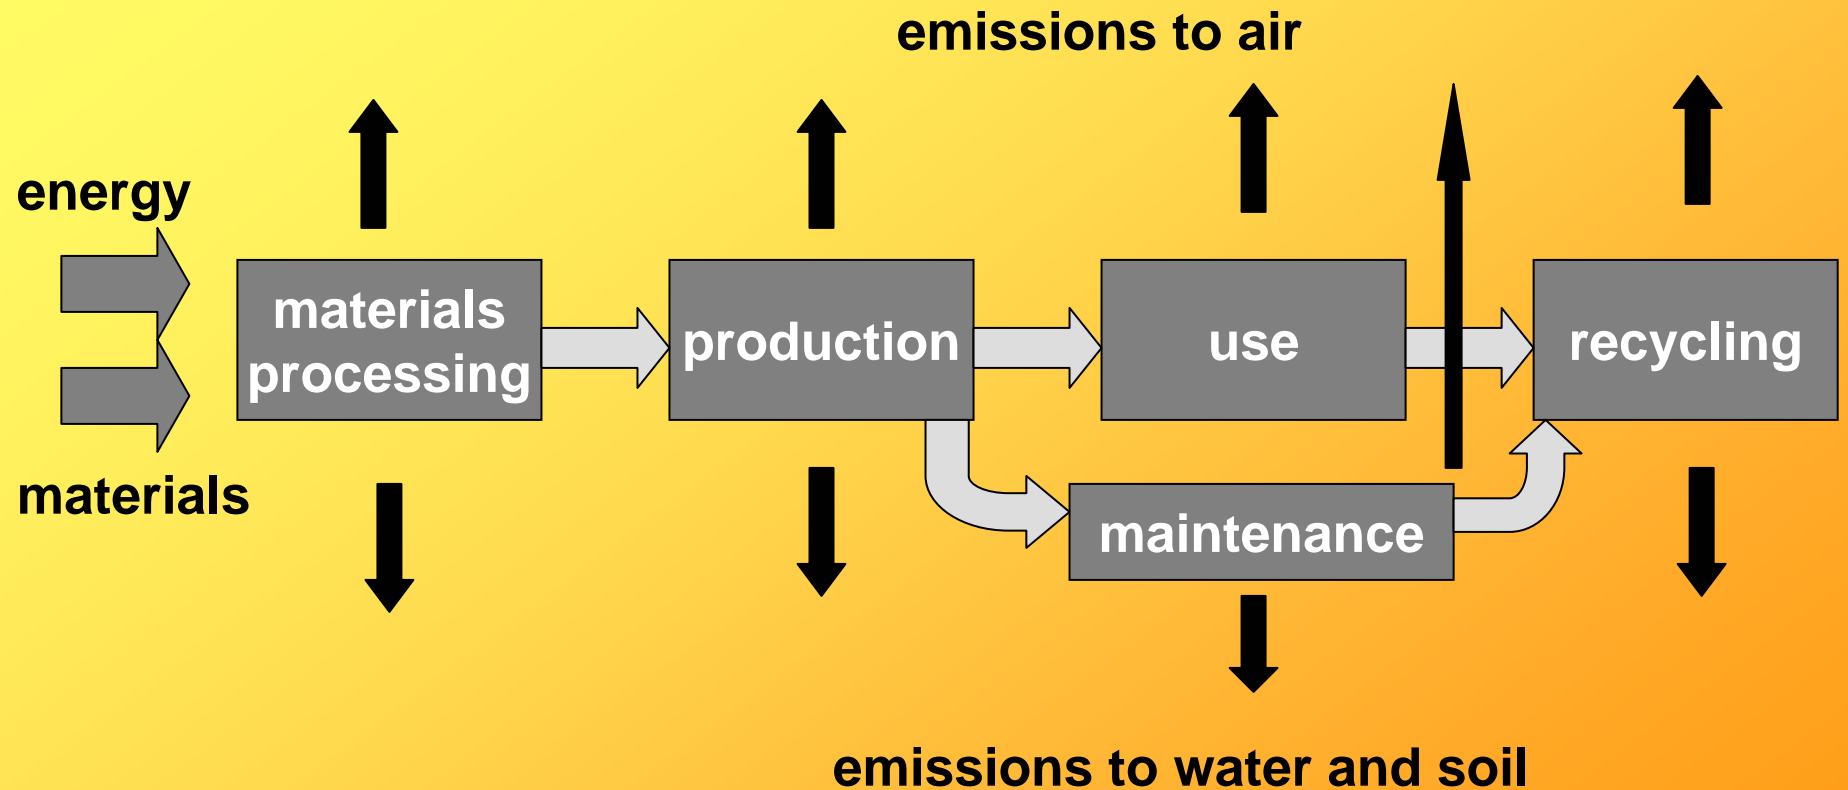 emissions to air
energy
materials
processing
production
use
recycling
materials
maintenance
emissions to water and soil